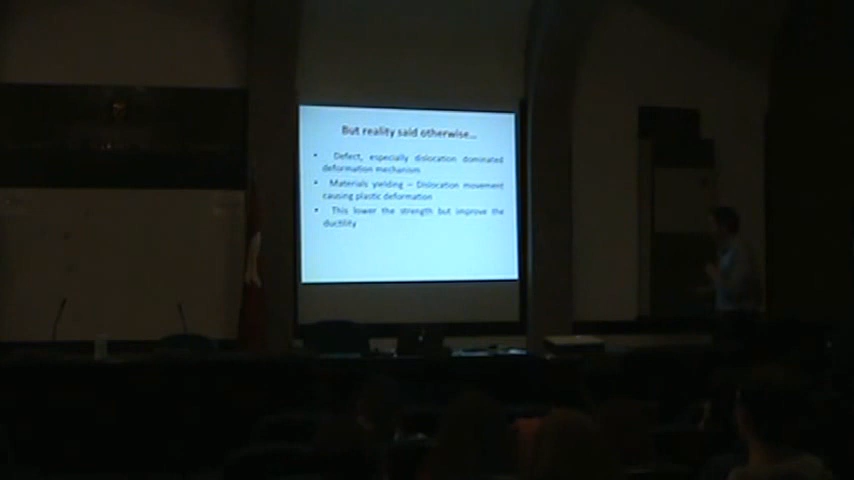 But reality said otherwise...
• Defect, especially dislocation dominated
deformation mechanism
• Materials yielding – Dislocation movement
causing plastic deformation
• This lower the strength but improve the
ductility